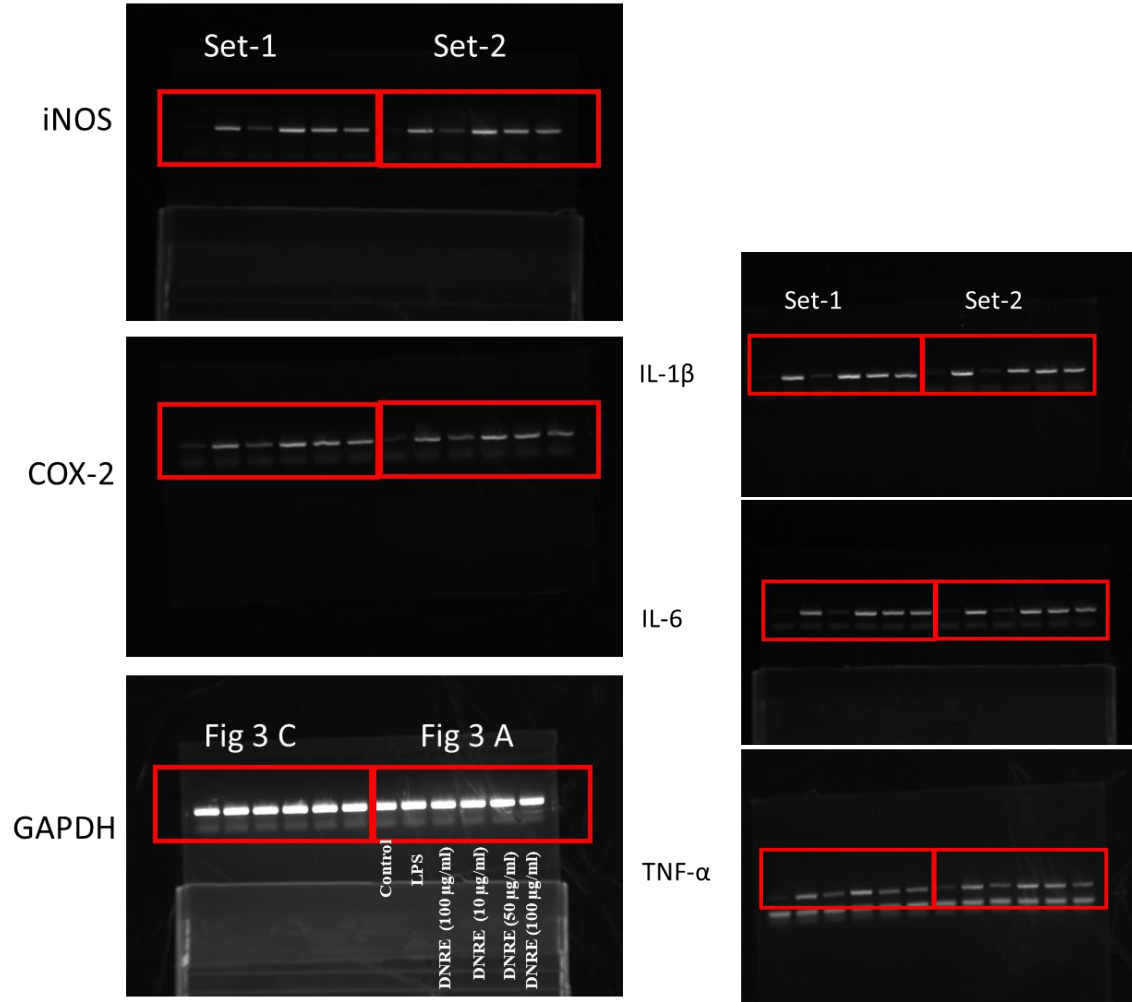 Set-1 Set-2
iNOS
COX-2
Fig 3 C Fig 3 A
GAPDH
Control
LPS
DNRE (100 µg/ml)
DNRE (10 µg/ml)
DNRE (50 µg/ml)
DNRE (100 µg/ml)
Set-1 Set-2
IL-1β
IL-6
TNF-α